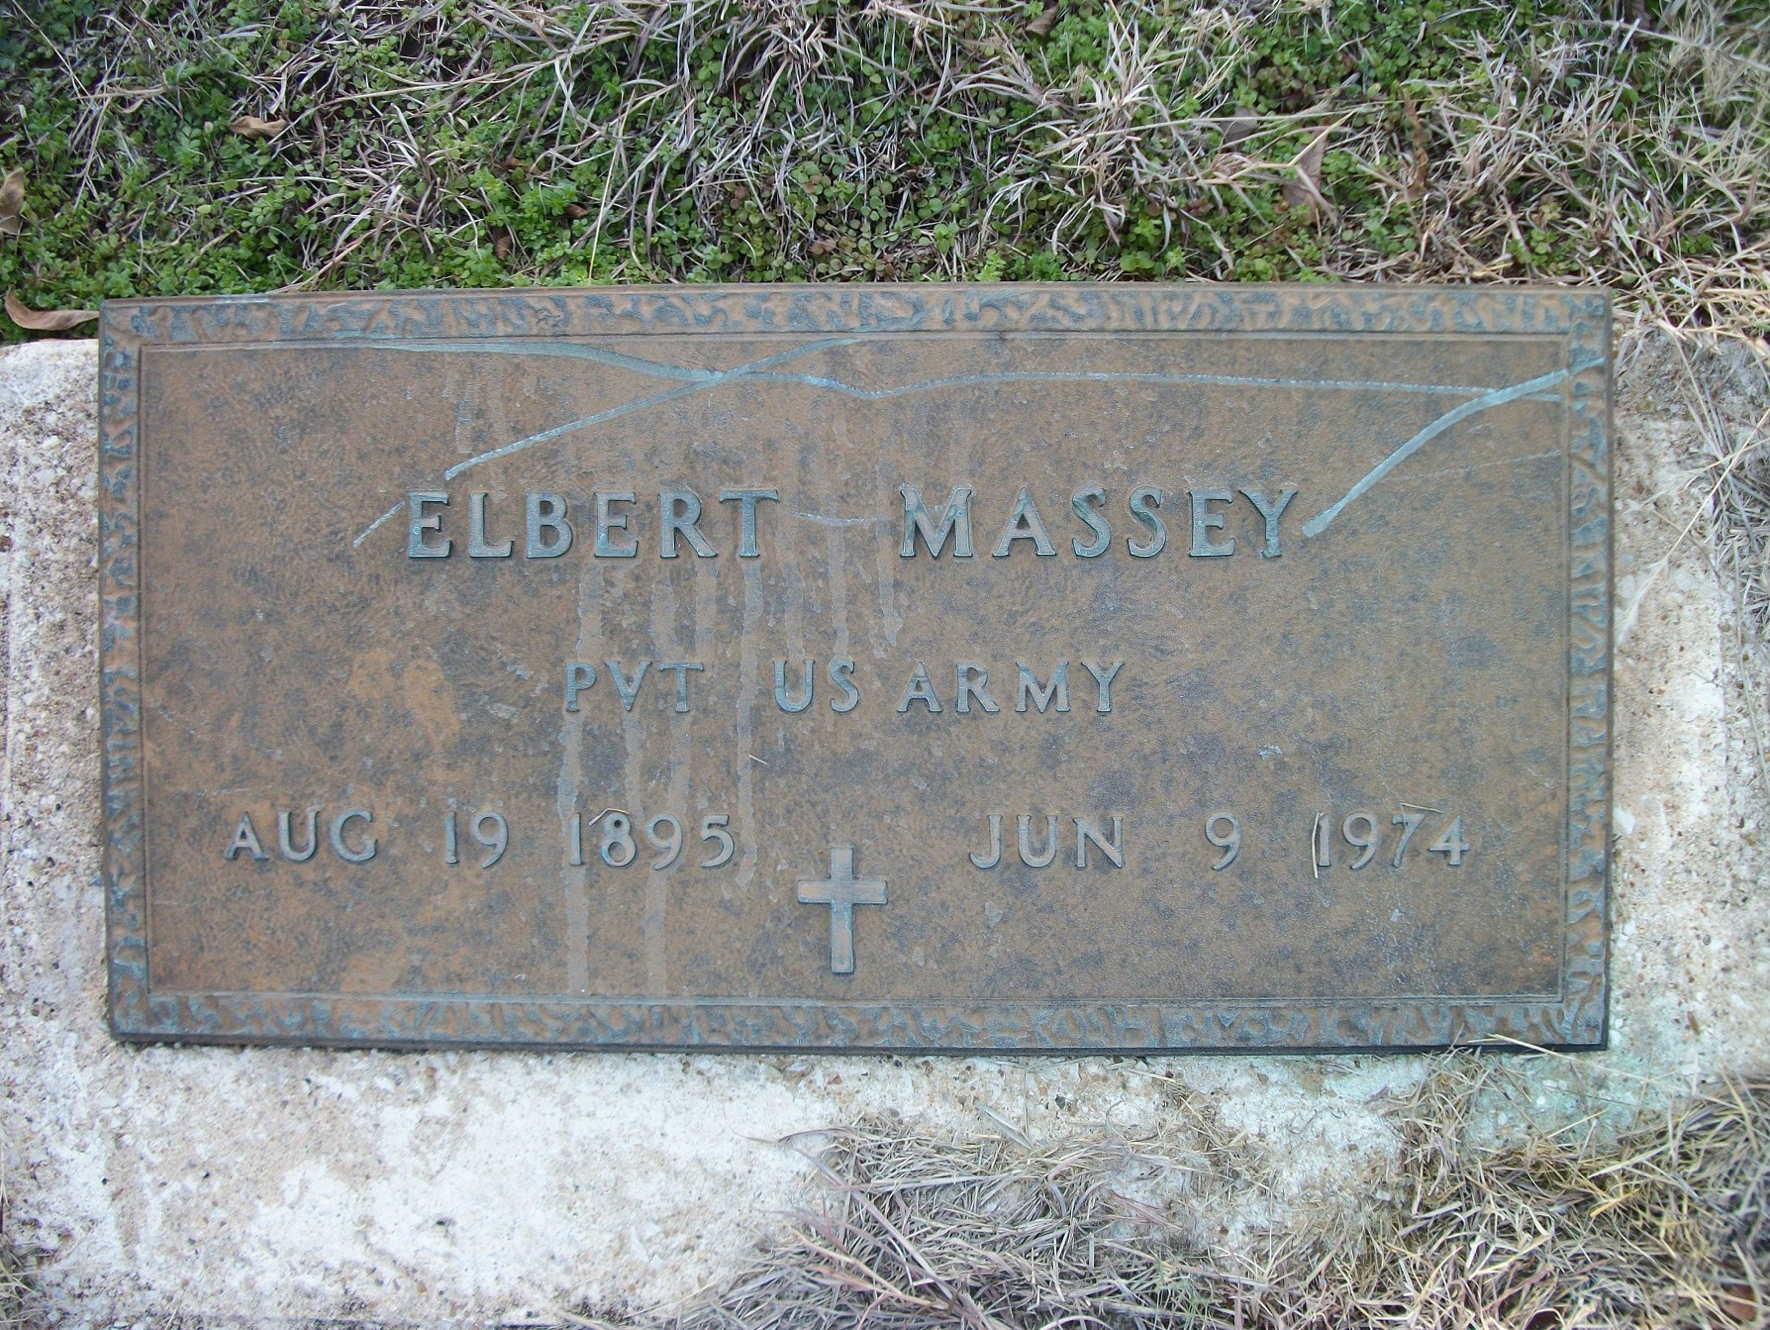 ELBERT MASSEY
PVT US ARMY
AUG 19 1895 JUN 9 1974